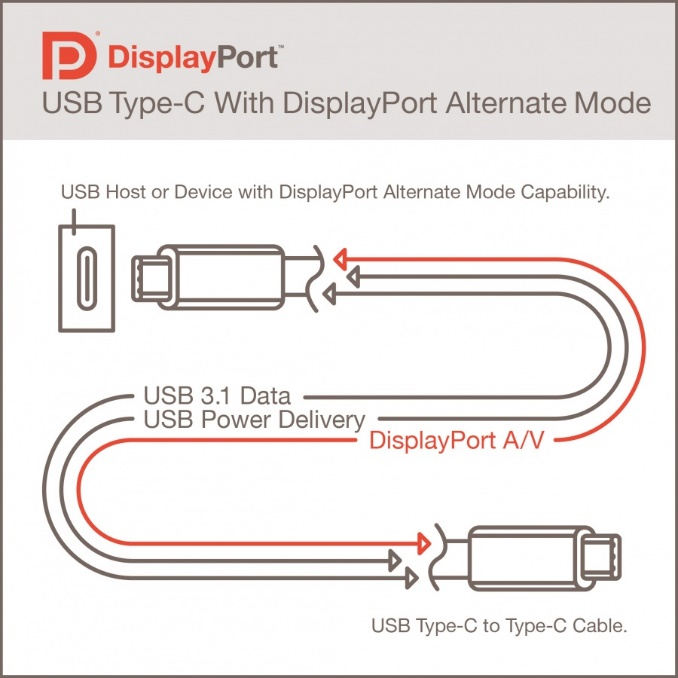 DisplayPort™
USB Type-C With DisplayPort Alternate Mode
USB Host or Device with DisplayPort Alternate Mode Capability.
USB 3.1 Data
USB Power Delivery
DisplayPort A/V
USB Type-C to Type-C Cable.